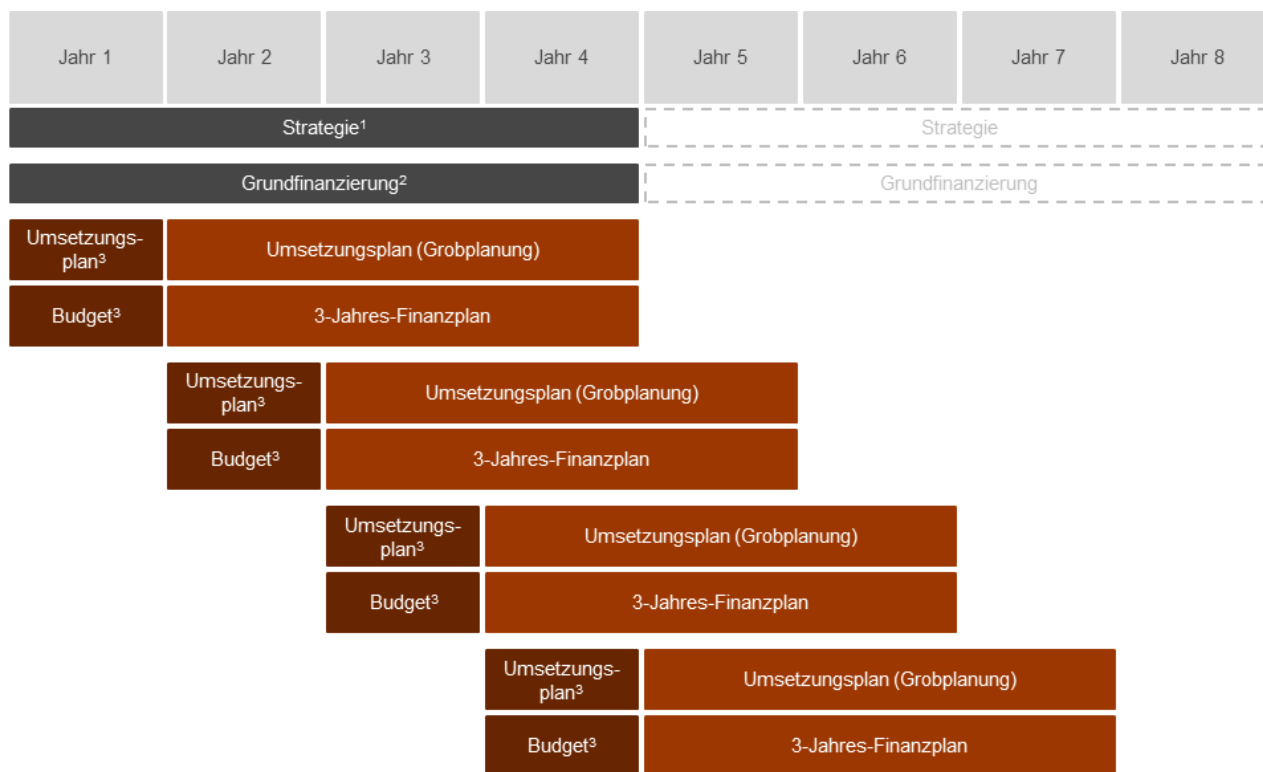 Jahr 1
Jahr 2
Jahr 3
Jahr 4
Jahr 5
Jahr 6
Jahr 7
Jahr 8
Strategie¹
Strategie
Grundfinanzierung²
Grundfinanzierung
Umsetzungs-
plan³
Umsetzungsplan (Grobplanung)
Budget³
3-Jahres-Finanzplan
Umsetzungs-
plan³
Umsetzungsplan (Grobplanung)
Budget³
3-Jahres-Finanzplan
Umsetzungs-
plan³
Umsetzungsplan (Grobplanung)
Budget³
3-Jahres-Finanzplan
Umsetzungs-
plan³
Umsetzungsplan (Grobplanung)
Budget³
3-Jahres-Finanzplan